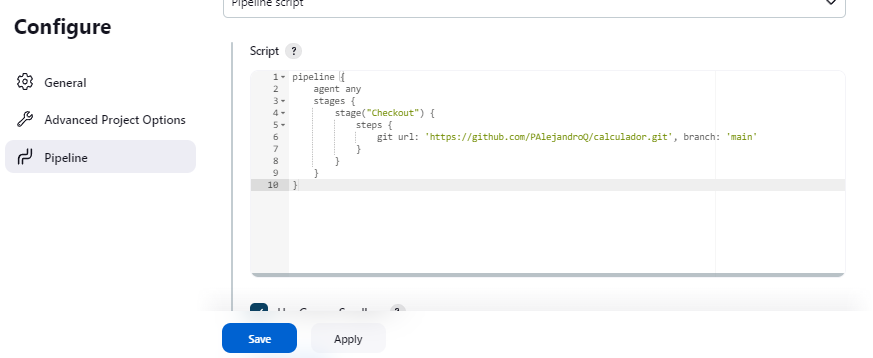 Pipeline script
Configure
General
Advanced Project Options
Pipeline
Script ?
1 pipeline {
2 agent any
3 stages {
4 stage("Checkout") {
5 steps {
6 git url: 'https://github.com/PAlejandroQ/calculador.git', branch: 'main'
7 }
8 }
9 }
10 }
Save
Apply